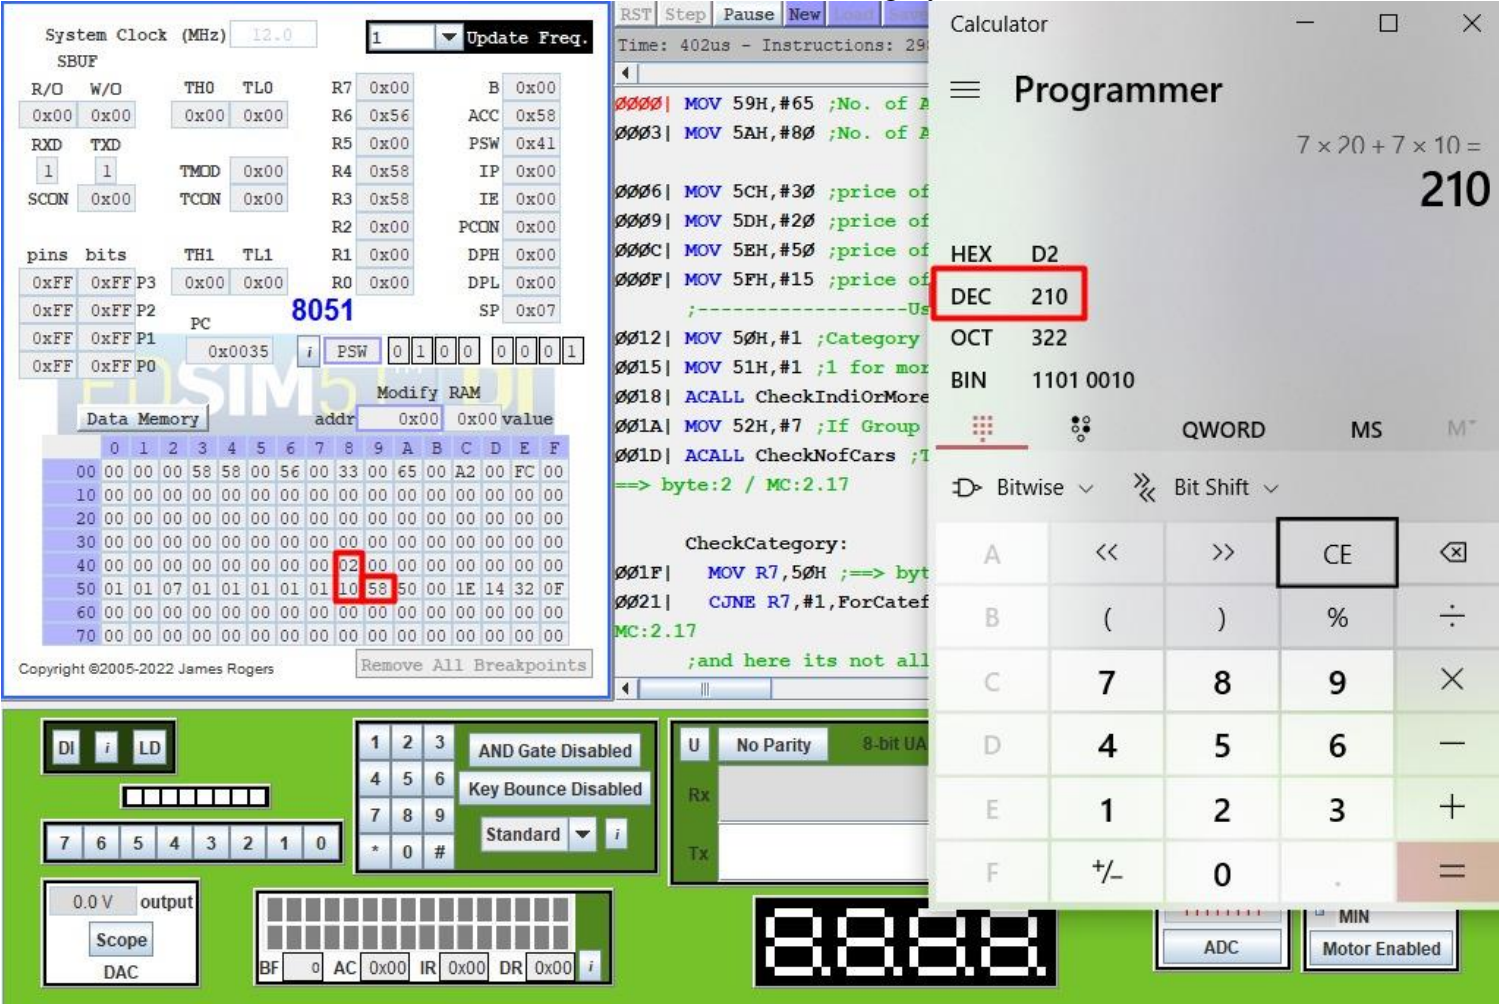 System Clock (MHz) 12.0 1 Update Freq.
SBUF
R/O W/O TH0 TL0 R7 0x00 B 0x00
0x00 0x00 0x00 0x00 R6 0x56 ACC 0x58
RXD TXD R5 0x00 PSW 0x41
1 1 TMOD 0x00 R4 0x58 IP 0x00
SCON 0x00 TCON 0x00 R3 0x58 IE 0x00
R2 0x00 PCON 0x00
pins bits TH1 TL1 R1 0x00 DPH 0x00
0xFF 0xFF P3 0x00 0x00 R0 0x00 DPL 0x00
0xFF 0xFF P2 8051 SP 0x07
PC
0xFF 0xFF P1 0x0035 i PSW 0 1 0 0 0 0 0 1
0xFF 0xFF P0
Modify RAM
Data Memory addr 0x00 0x00 value
0 1 2 3 4 5 6 7 8 9 A B C D E F
00 00 00 00 58 58 00 56 00 33 00 65 00 A2 00 FC 00
10 00 00 00 00 00 00 00 00 00 00 00 00 00 00 00 00
20 00 00 00 00 00 00 00 00 00 00 00 00 00 00 00 00
30 00 00 00 00 00 00 00 00 00 00 00 00 00 00 00 00
40 00 00 00 00 00 00 00 00 02 00 00 00 00 00 00 00
50 01 01 07 01 01 01 01 01 10 58 50 00 1E 14 32 0F
60 00 00 00 00 00 00 00 00 00 00 00 00 00 00 00 00
70 00 00 00 00 00 00 00 00 00 00 00 00 00 00 00 00
Copyright ©2005-2022 James Rogers Remove All Breakpoints
RST Step Pause New Load Save
Time: 402us - Instructions: 29
0000| MOV 59H,#65 ;No. of
0003| MOV 5AH,#80 ;No. of
0006| MOV 5CH,#30 ;price of
0009| MOV 5DH,#20 ;price of
000C| MOV 5EH,#50 ;price of
000F| MOV 5FH,#15 ;price of
;------------------Us
0012| MOV 50H,#1 ;Category
0015| MOV 51H,#1 ;1 for mor
0018| ACALL CheckIndiOrMore
001A| MOV 52H,#7 ;If Group
001D| ACALL CheckNofCars ;T
==> byte:2 / MC:2.17
CheckCategory:
001F| MOV R7,50H ;==> byt
0021| CJNE R7,#1,ForCatef
MC:2.17
;and here its not all
Calculator
Programmer
7 × 20 + 7 × 10 =
210
HEX D2
DEC 210
OCT 322
BIN 1101 0010
QWORD MS M
Bitwise Bit Shift
A << >> CE
B ( ) % ÷
C 7 8 9 ×
D 4 5 6 −
E 1 2 3 +
F +/− 0 . =
DI i LD
7 6 5 4 3 2 1 0
1 2 3
4 5 6
7 8 9
* 0 #
AND Gate Disabled
Key Bounce Disabled
Standard i
U No Parity 8-bit UA
Rx
Tx
0.0 V output
Scope
DAC
BF 0 AC 0x00 IR 0x00 DR 0x00 i
8.8.8.8.
ADC
MIN
Motor Enabled